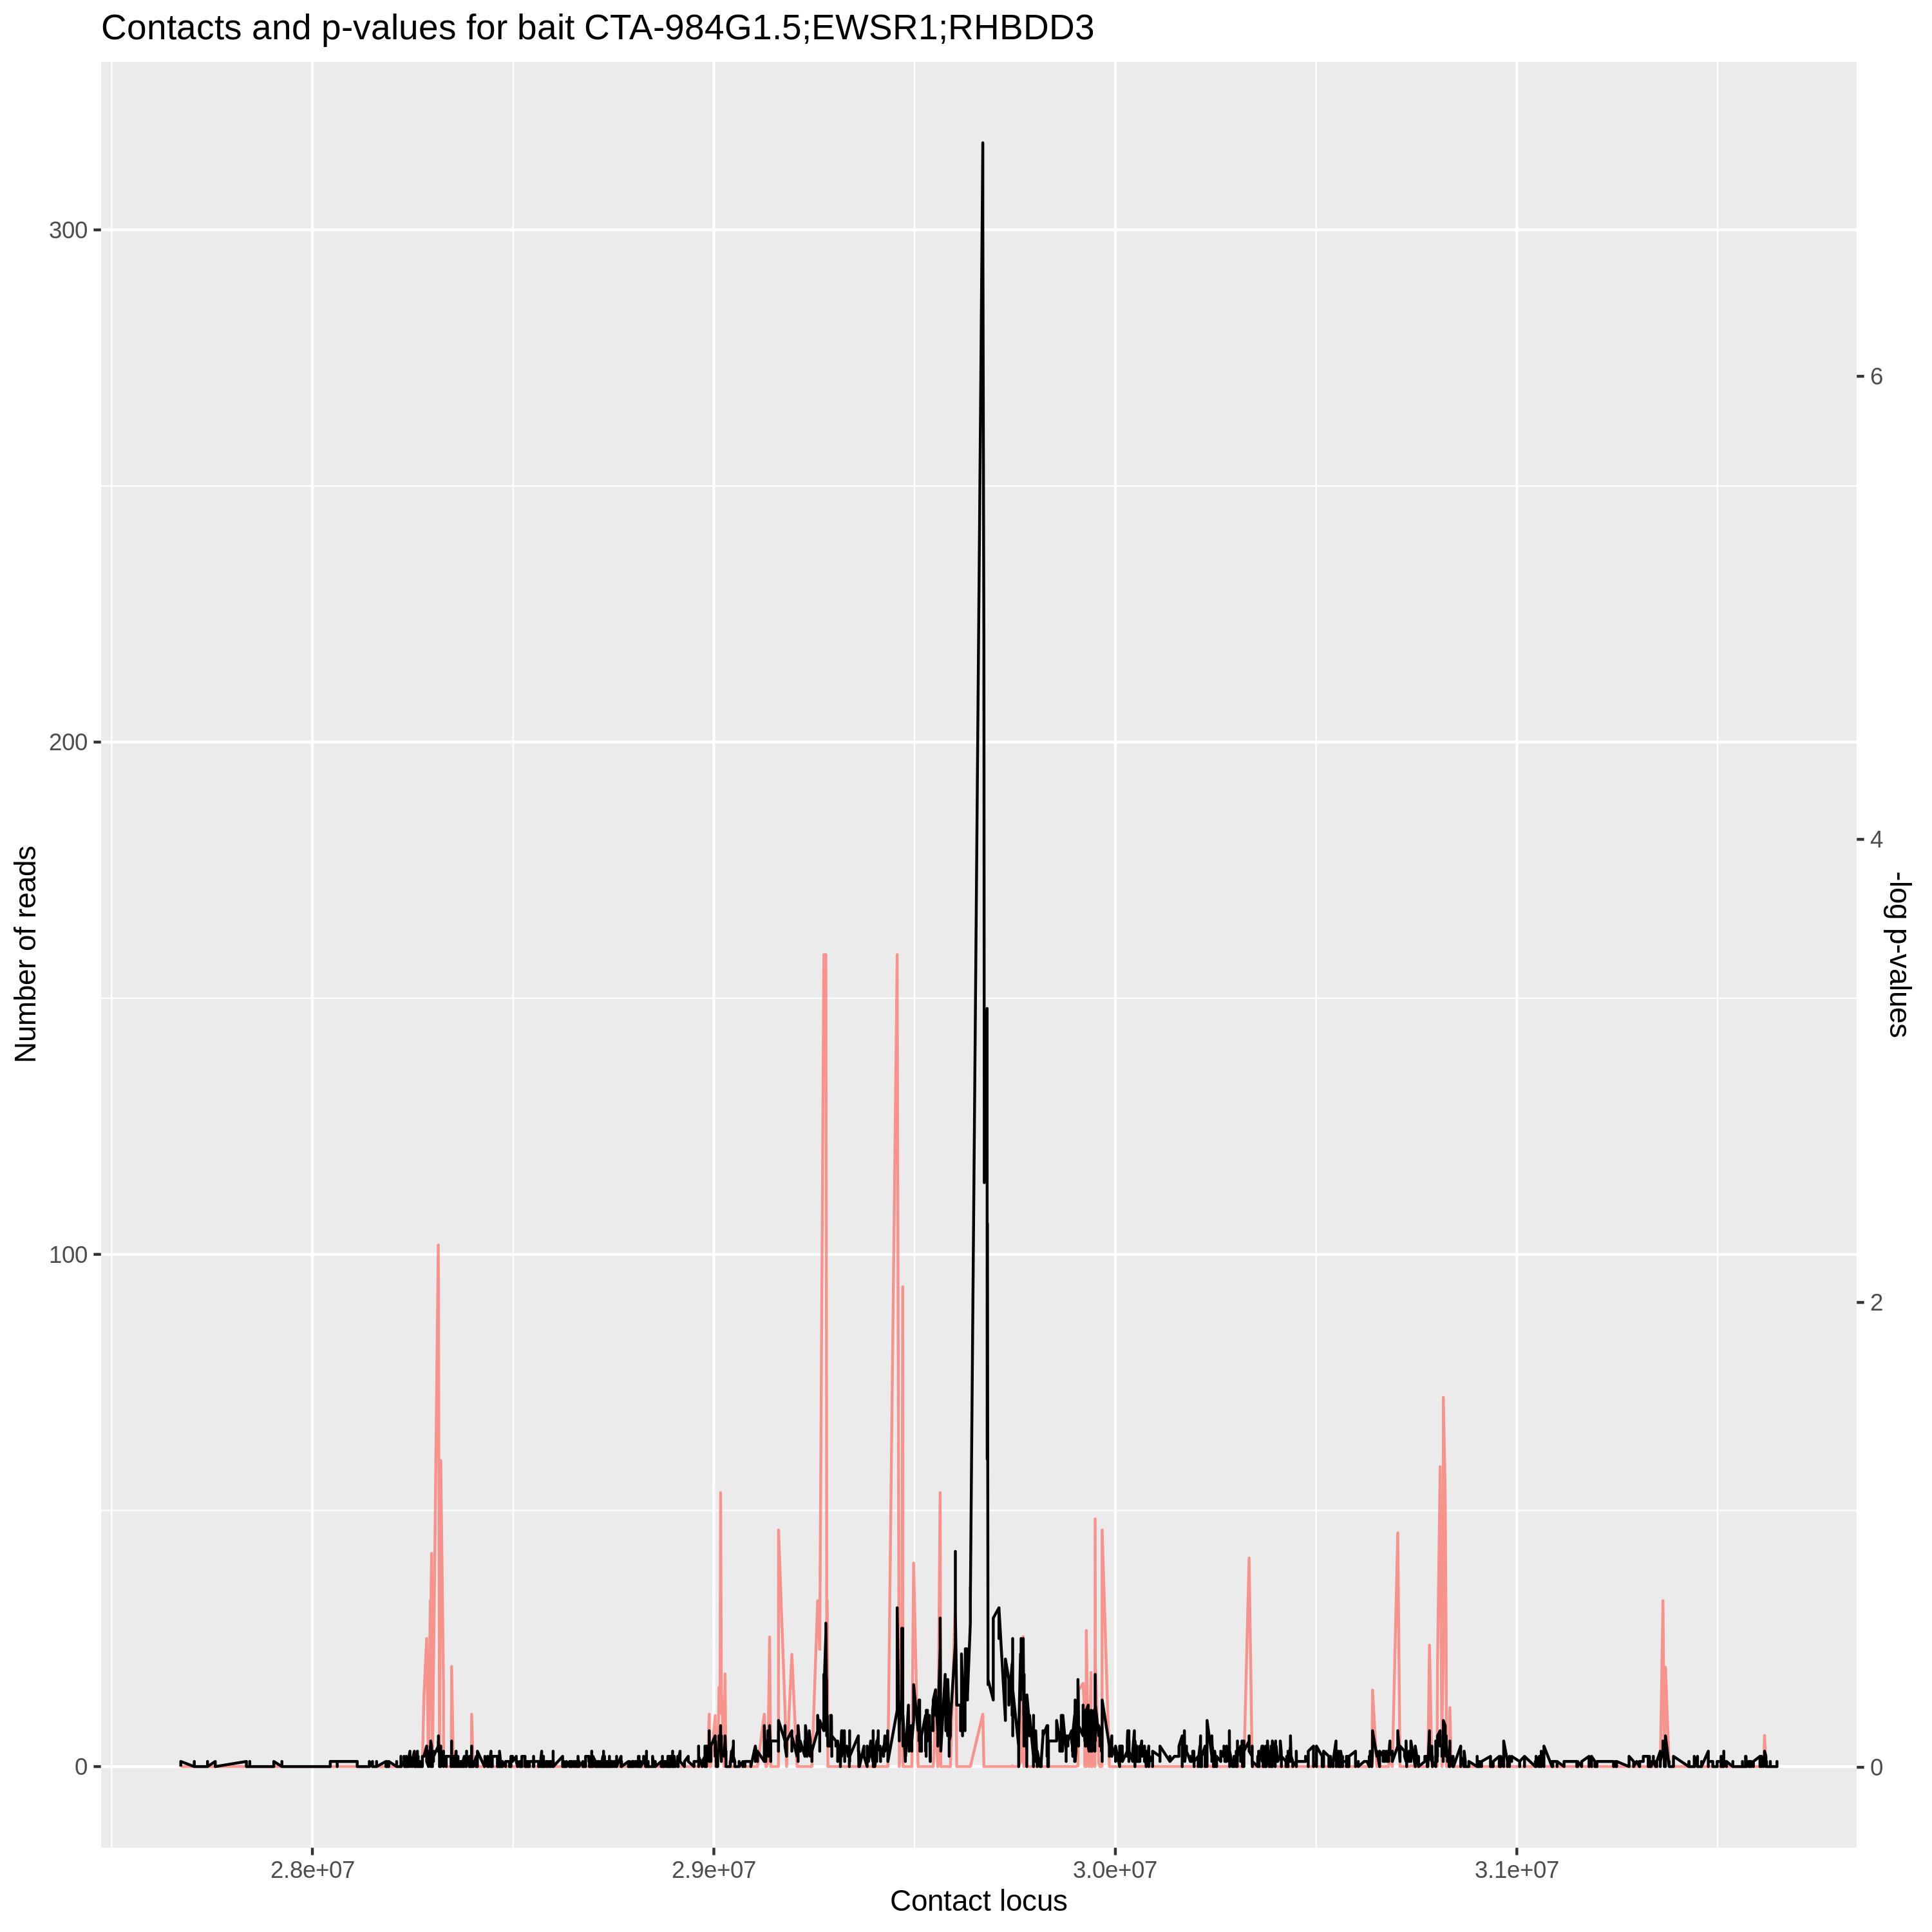 Contacts and p-values for bait CTA-984G1.5;EWSR1;RHBDD3
300
200
100
0
Number of reads
6
4
2
0
-log p-values
2.8e+07 2.9e+07 3.0e+07 3.1e+07
Contact locus